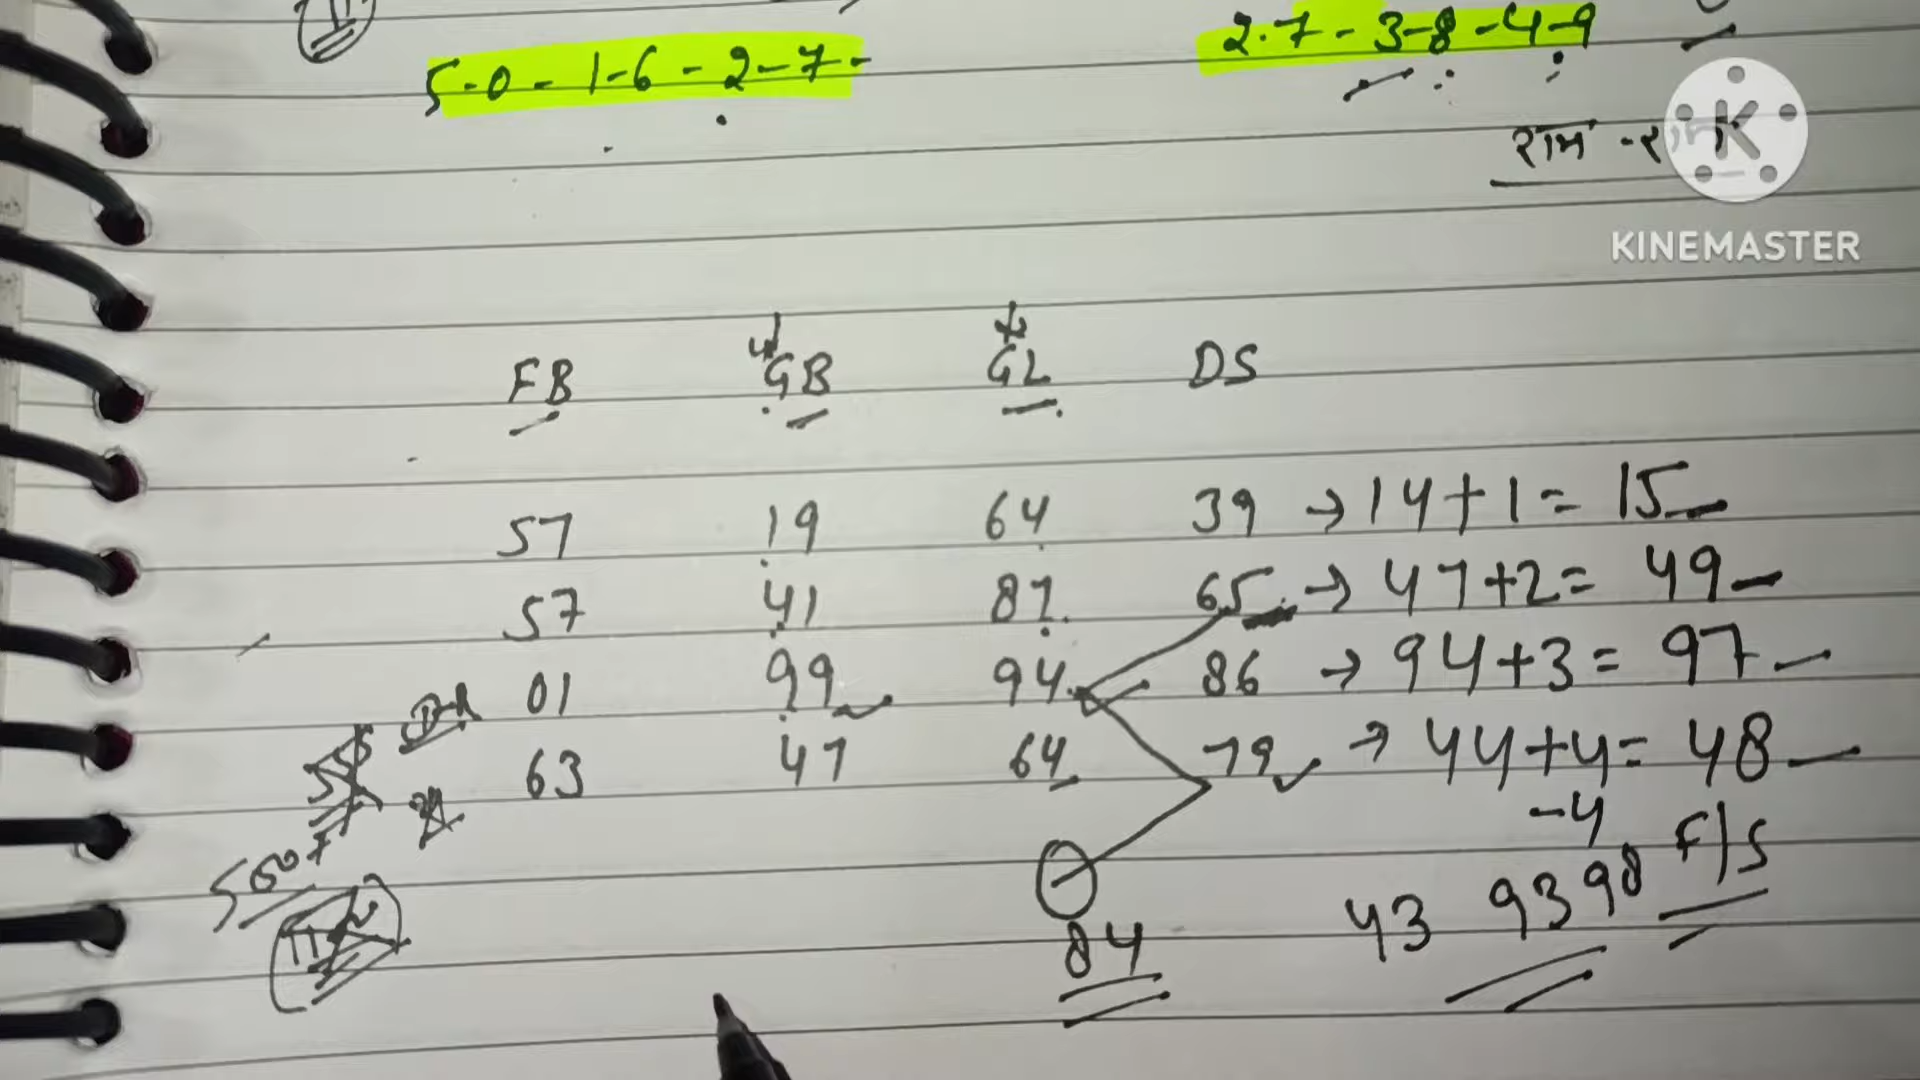 5-0-1-6-2-7-
2.7-3-8-4-9
राम
KINEMASTER
FB GB GL DS
57 19 64 39 → 14+1= 15
57 41 87 65 → 47+2= 49
01 99 94 86 → 94+3= 97
63 47 64 79 → 44+4= 48
-4
F/S
43 93 98
84